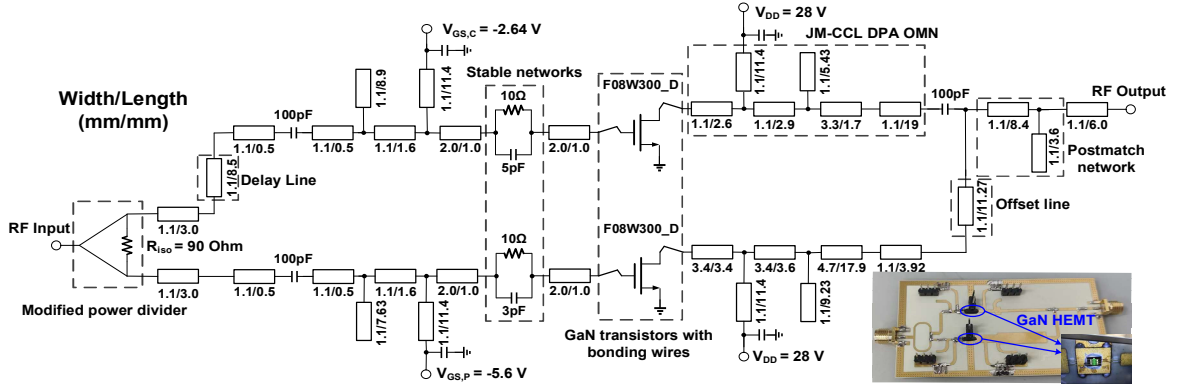 V_DD = 28 V
JM-CCL DPA OMN
V_GS,C = -2.64 V
1.1/8.9
1.1/11.4
Stable networks
10Ω
5pF
F08W300_D
1.1/11.4
1.1/5.43
100pF
RF Output
Width/Length
(mm/mm)
100pF
1.1/0.5
1.1/0.5
1.1/1.6
2.0/1.0
2.0/1.0
1.1/2.6
1.1/2.9
3.3/1.7
1.1/19
1.1/8.4
1.1/6.0
1.1/3.6
Postmatch
network
1.1/8.5
Delay Line
1.1/11.27
Offset line
RF Input
1.1/3.0
R_iso = 90 Ohm
1.1/3.0
Modified power divider
100pF
1.1/0.5
1.1/0.5
1.1/1.6
2.0/1.0
10Ω
3pF
2.0/1.0
F08W300_D
3.4/3.4
3.4/3.6
4.7/17.9
1.1/3.92
1.1/7.63
1.1/11.4
1.1/11.4
1.1/9.23
GaN transistors with
bonding wires
V_GS,P = -5.6 V
V_DD = 28 V
GaN HEMT